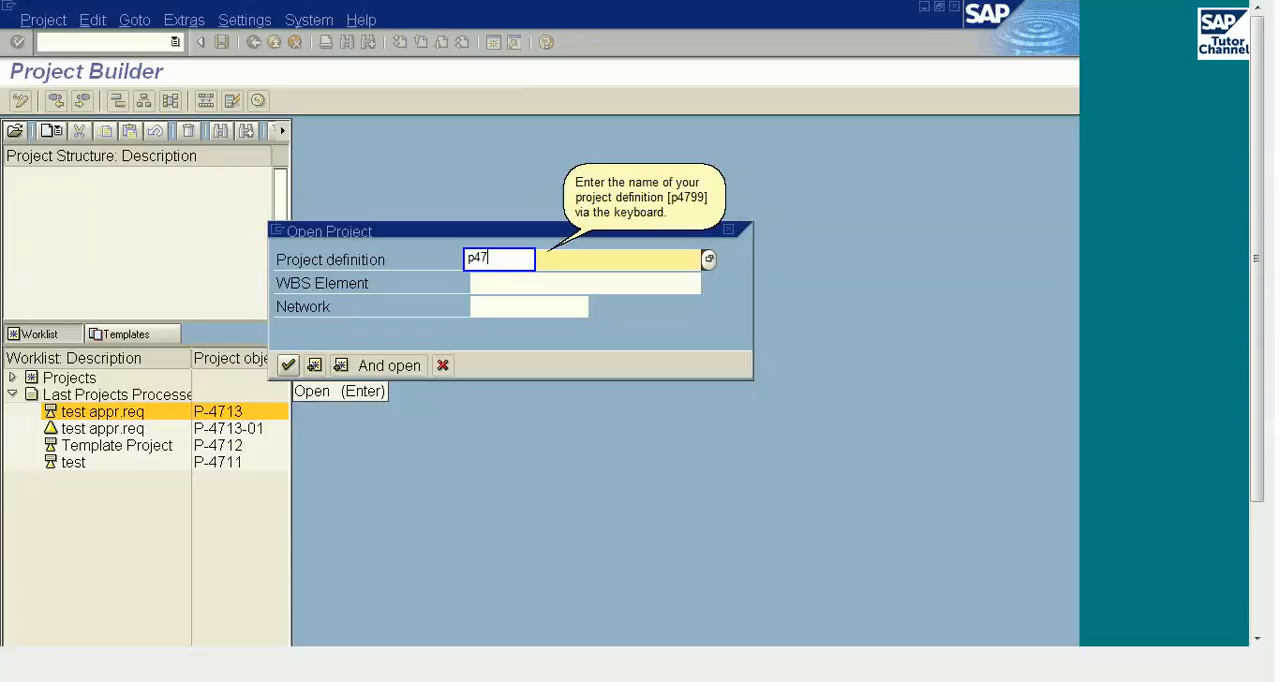 Project Edit Goto Extras Settings System Help
SAP
SAP
Tutor
Channel
Project Builder
Project Structure: Description
Enter the name of your
project definition [p4799]
via the keyboard.
Open Project
Project definition p47
WBS Element
Network
And open
Open (Enter)
Worklist Templates
Worklist: Description Project obje
Projects
Last Projects Processe
test appr.req P-4713
test appr.req P-4713-01
Template Project P-4712
test P-4711